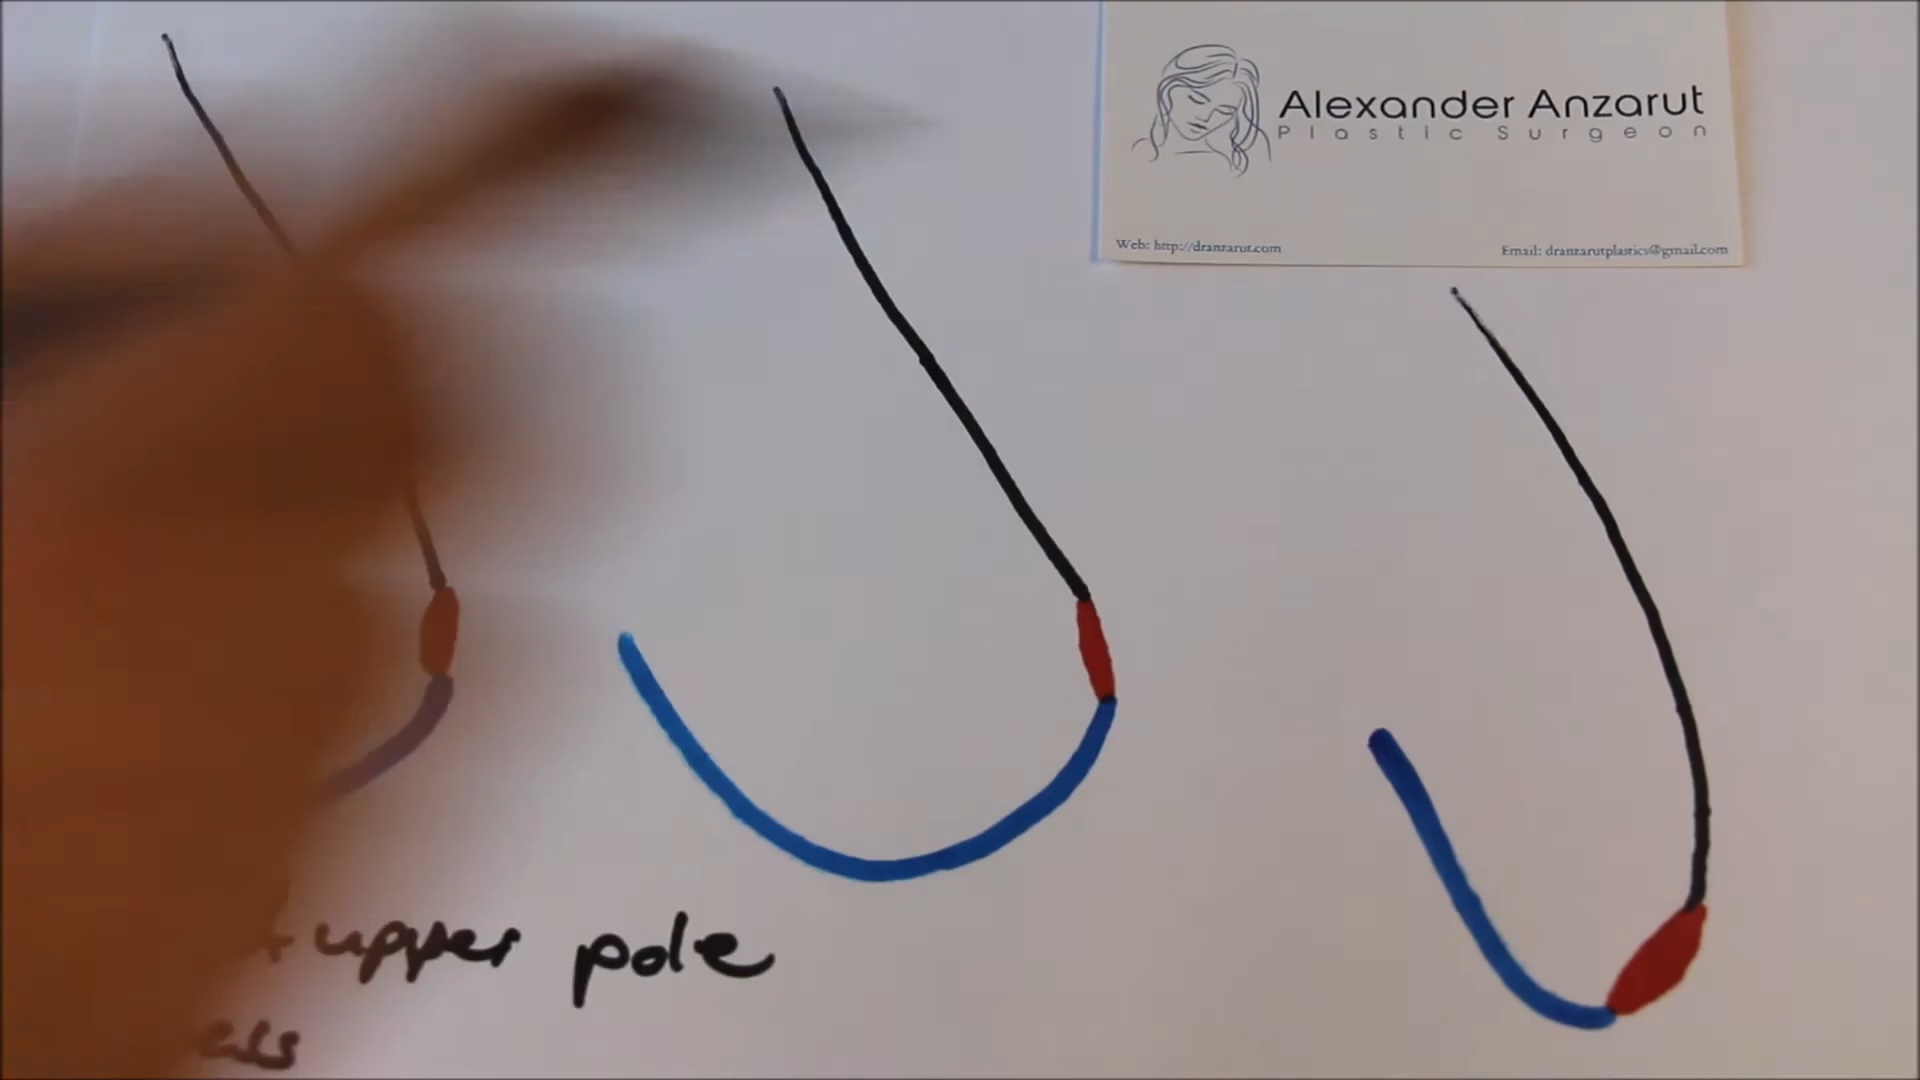 Alexander Anzarut
Plastic Surgeon
Web: http://dranzarut.com
Email: dranzarutplastics@gmail.com
upper pole